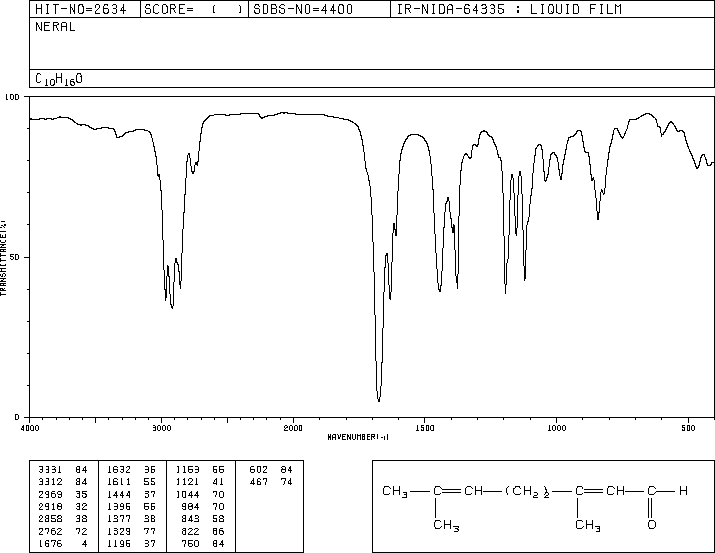 HIT-NO=2634 SCORE= ( ) SDBS-NO=4400 IR-NIDA-64335 : LIQUID FILM
NERAL
C10H16O
100
50
0
TRANSMITTANCE(%)
4000 3000 2000 1500 1000 500
WAVENUMBER(-1)
3331 84 1632 36 1153 55 602 84
3312 84 1611 55 1121 41 467 74
2969 35 1444 37 1044 70
2918 32 1396 56 984 70
2858 38 1377 38 843 58
2762 72 1329 77 822 86
1676 4 1195 37 750 84
CH3 C=CH (CH2)2 C=CH C H
CH3 CH3 O